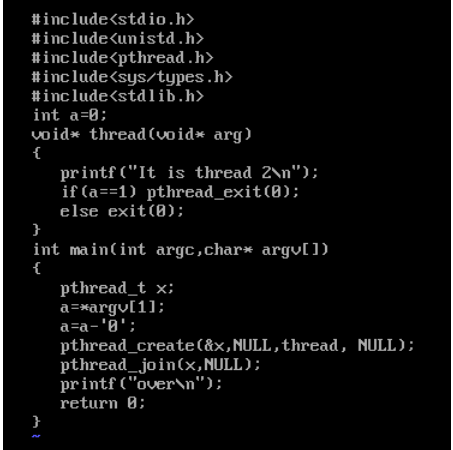 #include<stdio.h>
#include<unistd.h>
#include<pthread.h>
#include<sys/types.h>
#include<stdlib.h>
int a=0;
void* thread(void* arg)
{
   printf("It is thread 2\n");
   if(a==1) pthread_exit(0);
   else exit(0);
}
int main(int argc,char* argv[])
{
   pthread_t x;
   a=*argv[1];
   a=a-'0';
   pthread_create(&x,NULL,thread, NULL);
   pthread_join(x,NULL);
   printf("over\n");
   return 0;
}
~